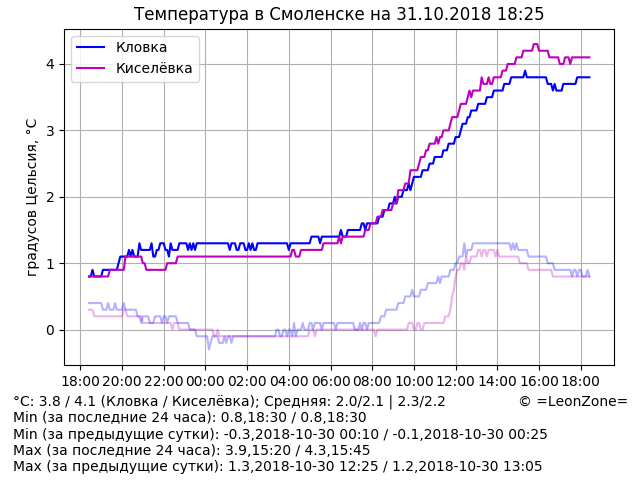 Температура в Смоленске на 31.10.2018 18:25
Кловка
Киселёвка
градусов Цельсия, °C
4
3
2
1
0
18:00 20:00 22:00 00:00 02:00 04:00 06:00 08:00 10:00 12:00 14:00 16:00 18:00
°C: 3.8 / 4.1 (Кловка / Киселёвка); Средняя: 2.0/2.1 | 2.3/2.2 © =LeonZone=
Min (за последние 24 часа): 0.8,18:30 / 0.8,18:30
Min (за предыдущие сутки): -0.3,2018-10-30 00:10 / -0.1,2018-10-30 00:25
Max (за последние 24 часа): 3.9,15:20 / 4.3,15:45
Max (за предыдущие сутки): 1.3,2018-10-30 12:25 / 1.2,2018-10-30 13:05